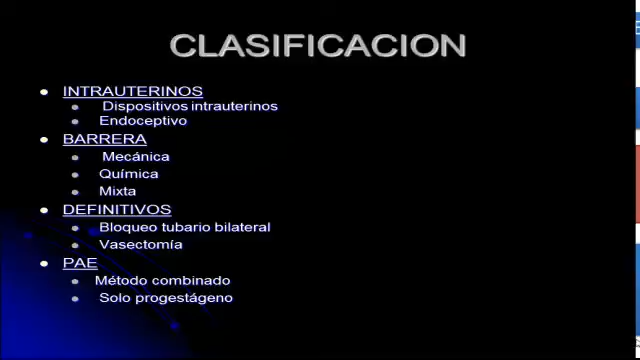 CLASIFICACION
INTRAUTERINOS
Dispositivos intrauterinos
Endoceptivo
BARRERA
Mecánica
Química
Mixta
DEFINITIVOS
Bloqueo tubario bilateral
Vasectomía
PAE
Método combinado
Solo progestágeno